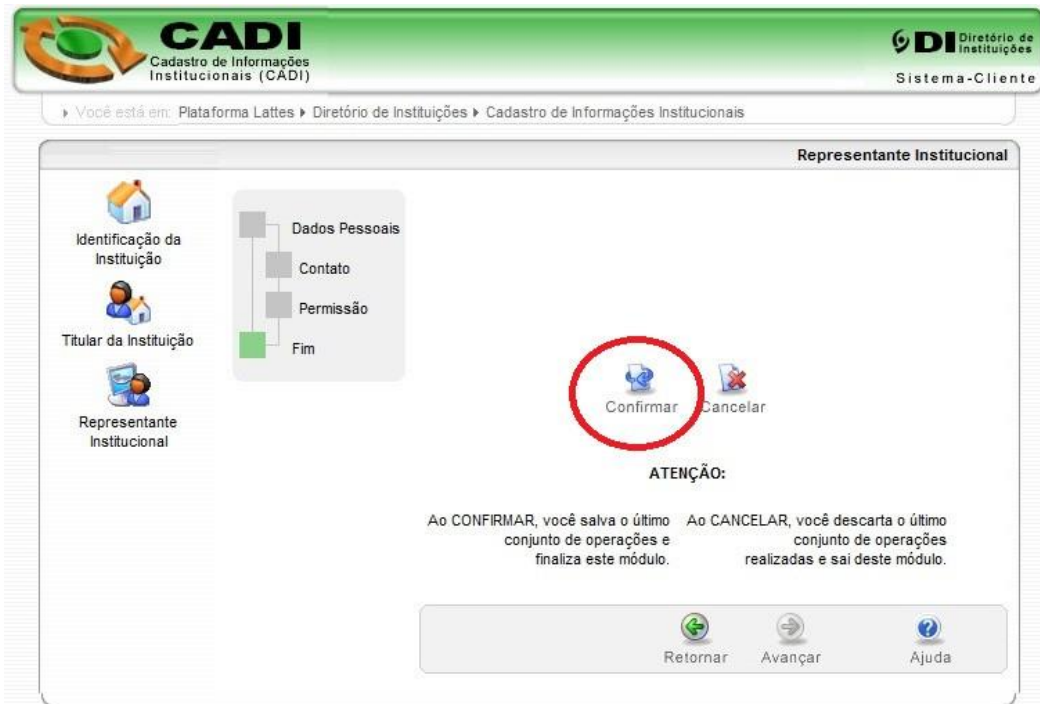 CADI
Cadastro de Informações
Institucionais (CADI)
DI Diretório de
Instituições
Sistema-Cliente
Você está em: Plataforma Lattes Diretório de Instituições Cadastro de Informações Institucionais
Representante Institucional
Identificação da
Instituição
Titular da Instituição
Representante
Institucional
Dados Pessoais
Contato
Permissão
Fim
Confirmar Cancelar
ATENÇÃO:
Ao CONFIRMAR, você salva o último
conjunto de operações e
finaliza este módulo.
Ao CANCELAR, você descarta o último
conjunto de operações
realizadas e sai deste módulo.
Retornar Avançar Ajuda